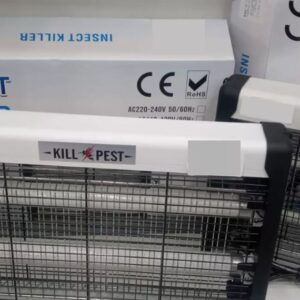 INSECT KILLER
CE
RoHS
AC220-240V 50/60Hz
KILL PEST